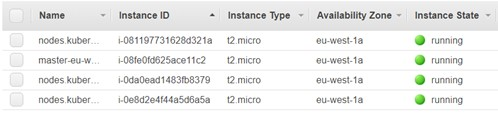 Name Instance ID Instance Type Availability Zone Instance State
nodes.kuber... i-081197731628d321a t2.micro eu-west-1a running
master-eu-w... i-08fe0fd625ace11c2 t2.micro eu-west-1a running
nodes.kuber... i-0da0ead1483fb8379 t2.micro eu-west-1a running
nodes.kuber... i-0e8d2e4f44a5d6a5a t2.micro eu-west-1a running